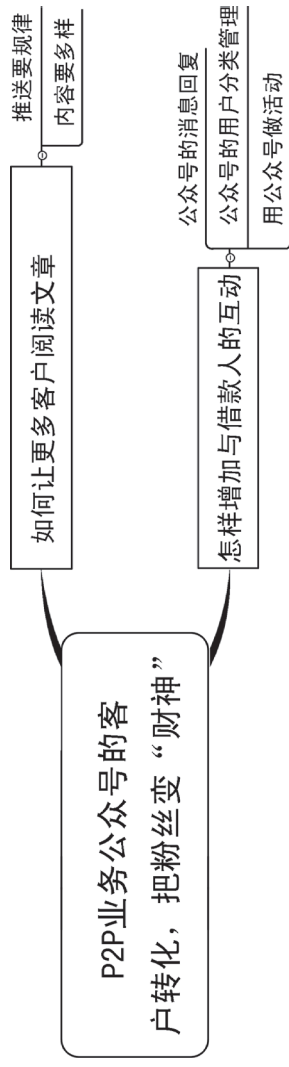 P2P业务公众号的客
户转化，把粉丝变“财神”
如何让更多客户阅读文章
推送要规律
内容要多样
怎样增加与借款人的互动
公众号的消息回复
公众号的用户分类管理
用公众号做活动